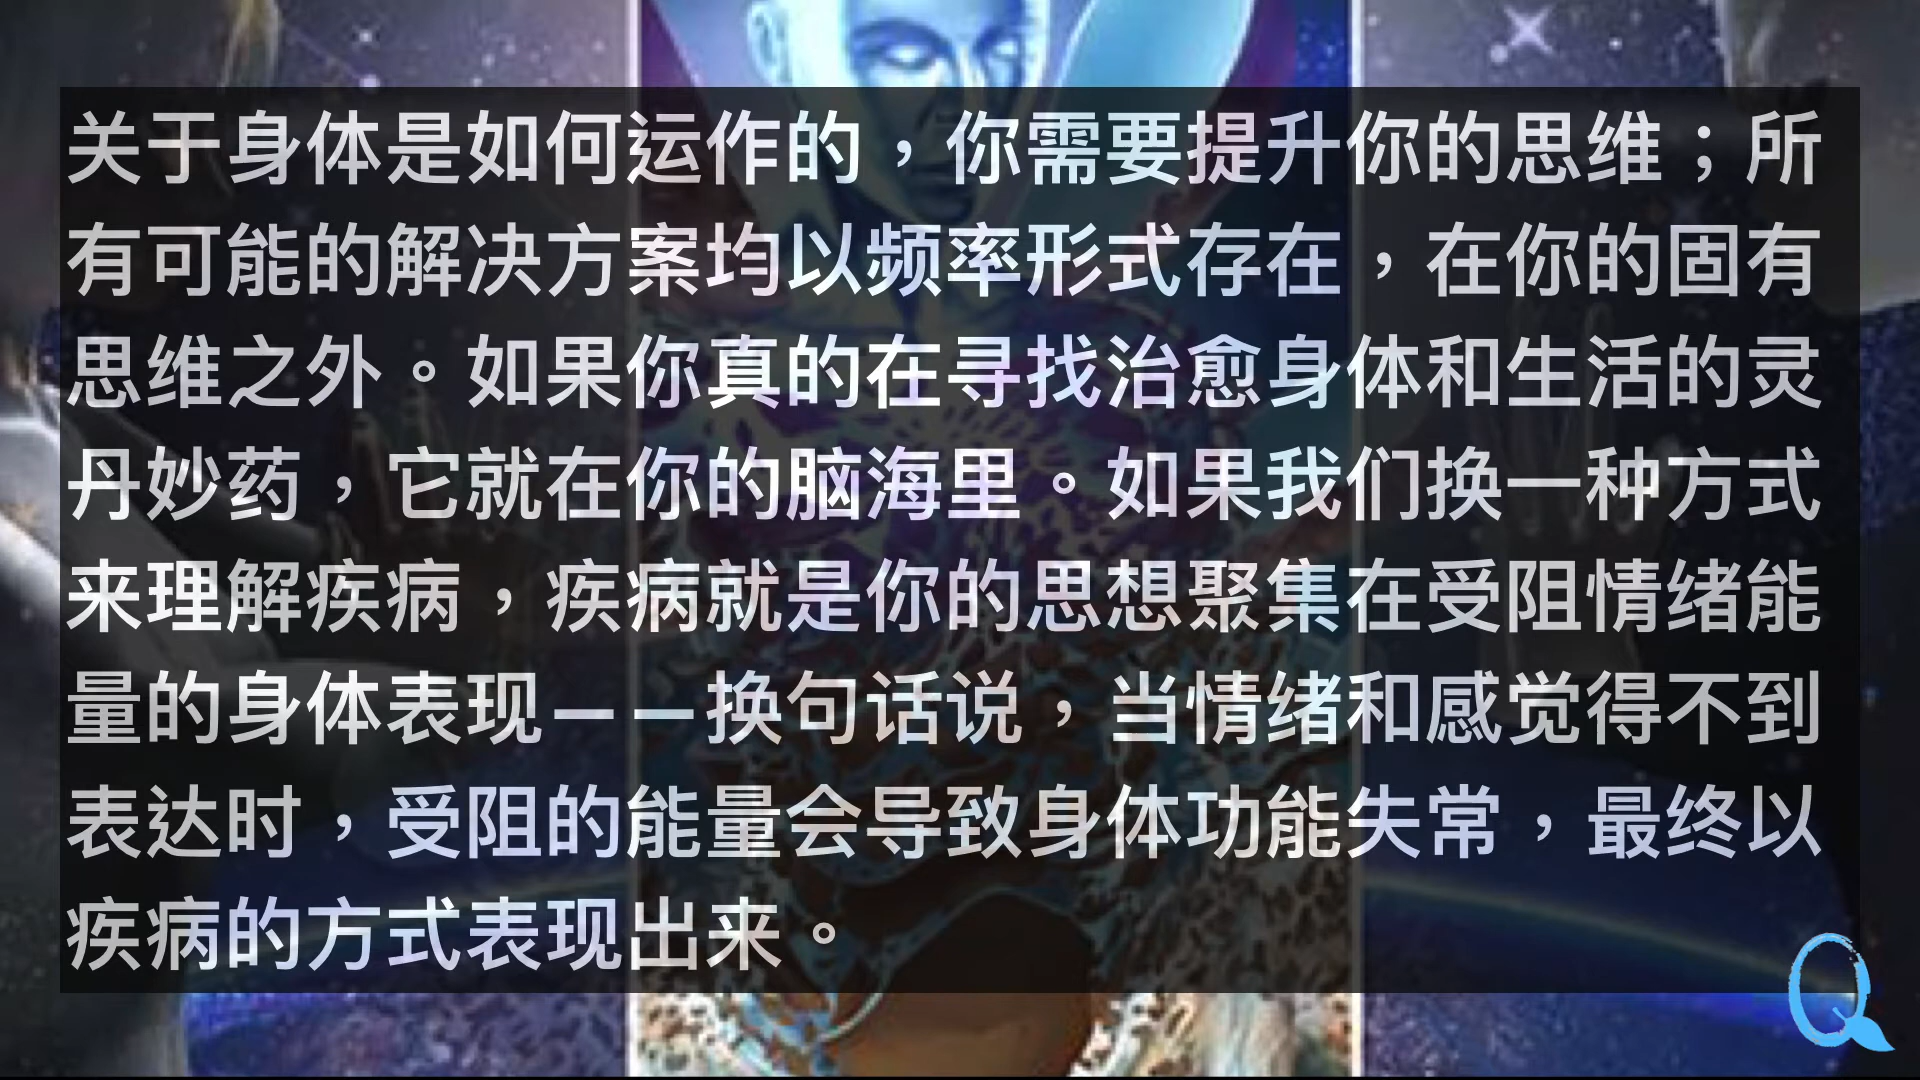 关于身体是如何运作的，你需要提升你的思维；所
有可能的解决方案均以频率形式存在，在你的固有
思维之外。如果你真的在寻找治愈身体和生活的灵
丹妙药，它就在你的脑海里。如果我们换一种方式
来理解疾病，疾病就是你的思想聚集在受阻情绪能
量的身体表现——换句话说，当情绪和感觉得不到
表达时，受阻的能量会导致身体功能失常，最终以
疾病的方式表现出来。
Q